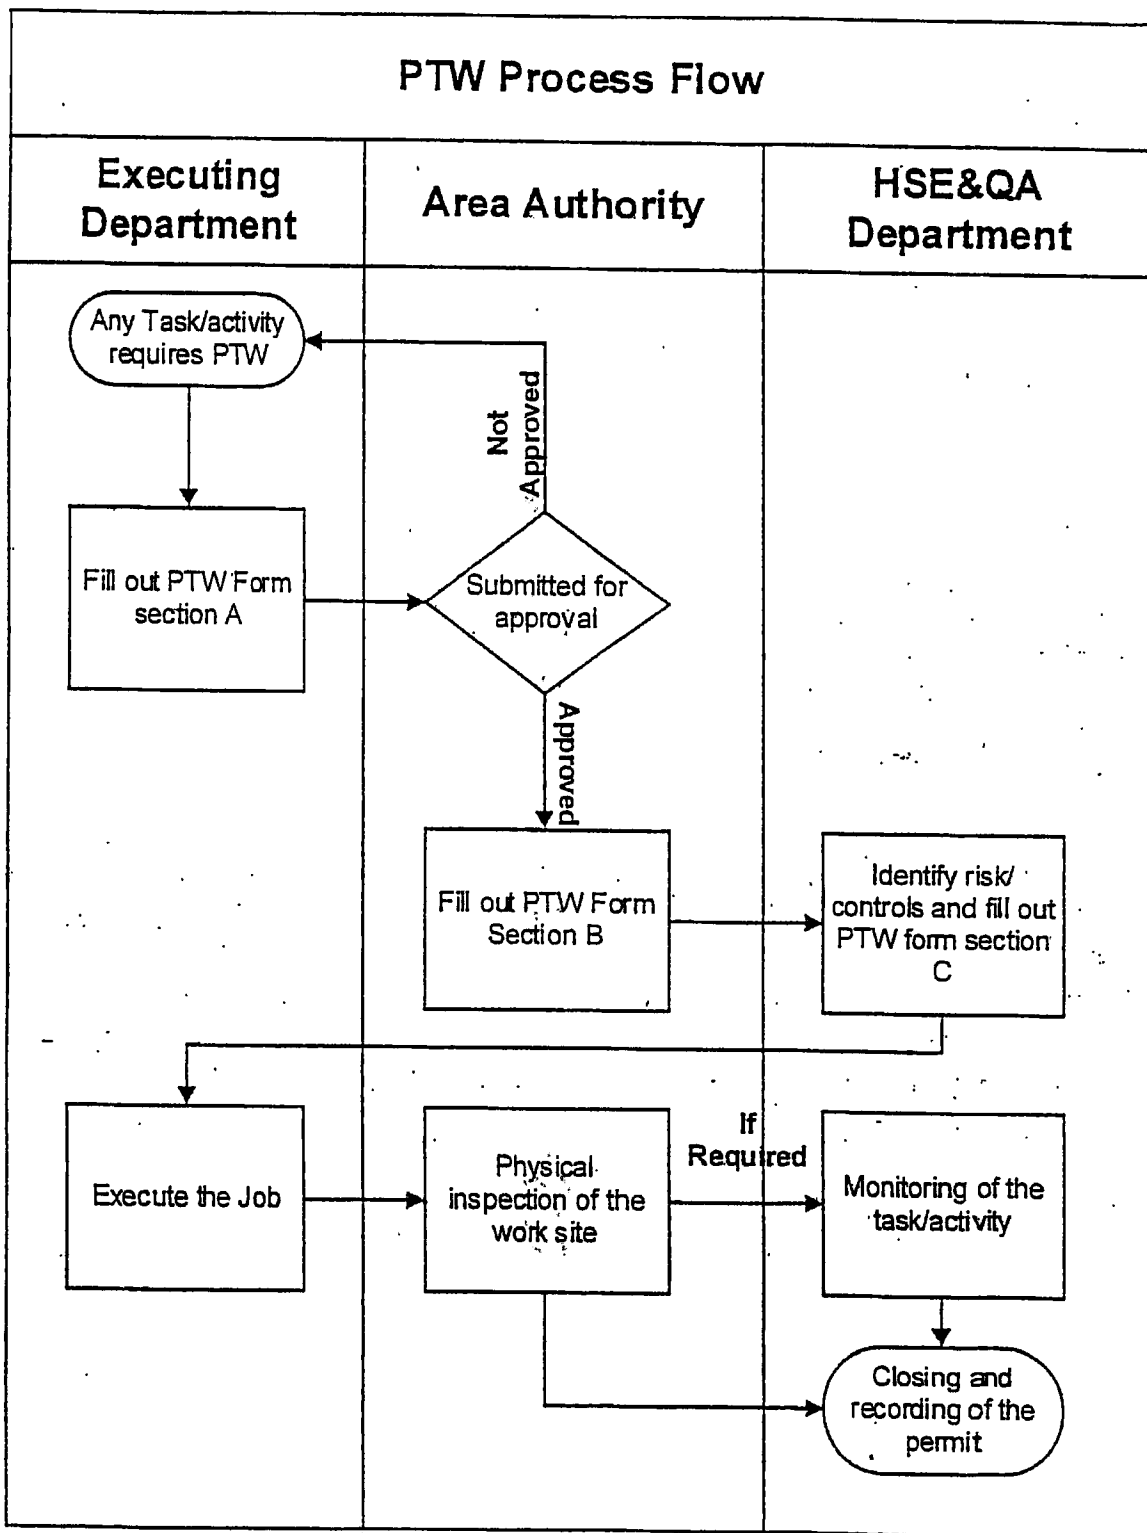 PTW Process Flow
Executing
Department
Area Authority
HSE&QA
Department
Any Task/activity
requires PTW
Not
Approved
Fill out PTW Form
section A
Submitted for
approval
Approved
Fill out PTW Form
Section B
Identify risk/
controls and fill out
PTW form section
C
Execute the Job
Physical
inspection of the
work site
If
Required
Monitoring of the
task/activity
Closing and
recording of the
permit